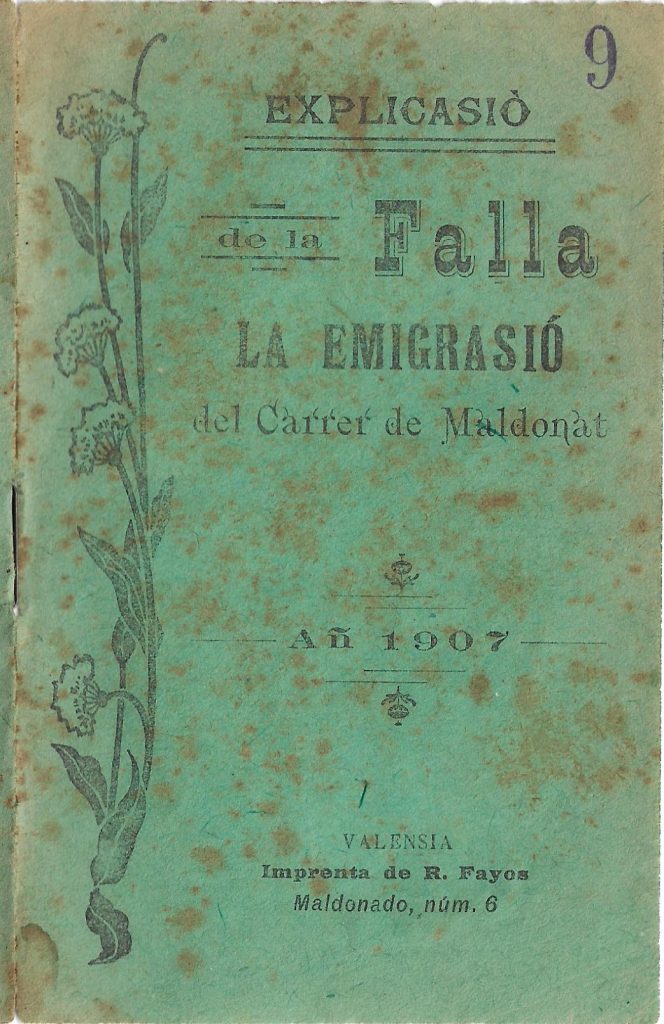 9
EXPLICASIÒ
de la Falla
LA EMIGRASIÓ
del Carrer de Maldonat
Añ 1907
VALENSIA
Imprenta de R. Fayos
Maldonado, núm. 6